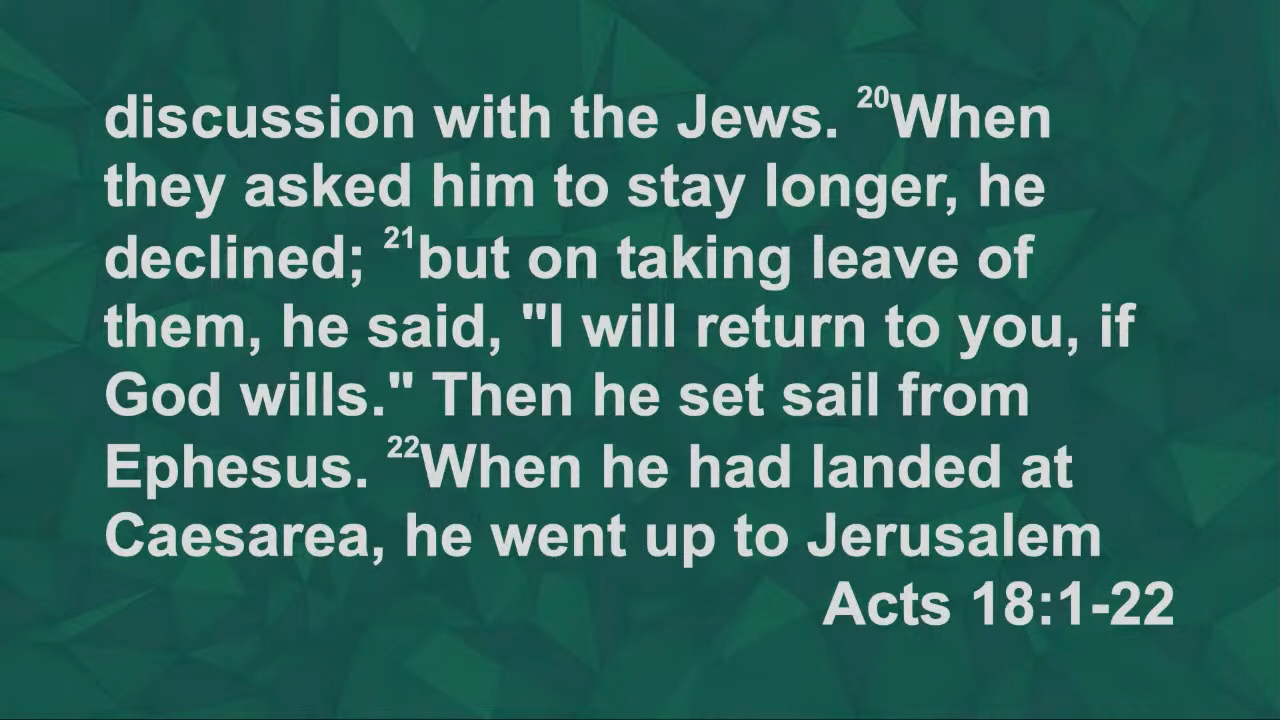 discussion with the Jews. 20When
they asked him to stay longer, he
declined; 21but on taking leave of
them, he said, "I will return to you, if
God wills." Then he set sail from
Ephesus. 22When he had landed at
Caesarea, he went up to Jerusalem
Acts 18:1-22